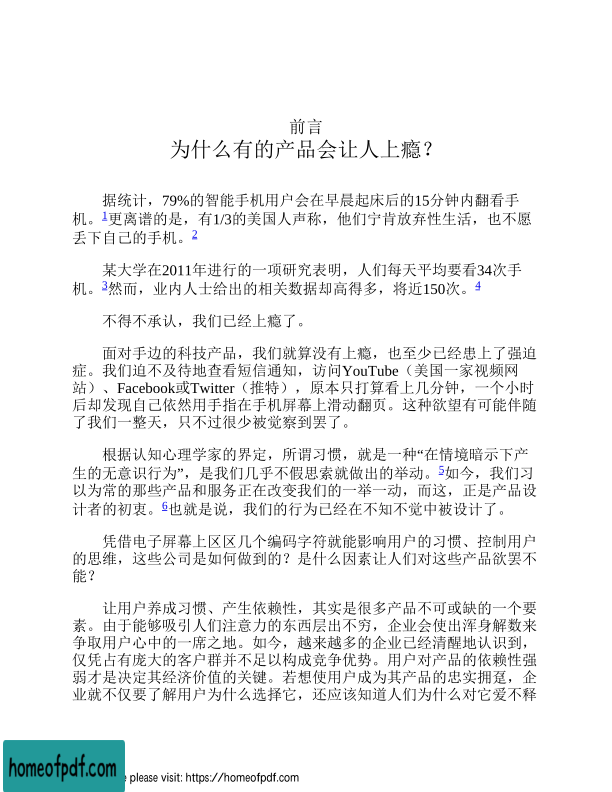 前言
为什么有的产品会让人上瘾？
据统计，79%的智能手机用户会在早晨起床后的15分钟内翻看手
机。1更离谱的是，有1/3的美国人声称，他们宁肯放弃性生活，也不愿
丢下自己的手机。2
某大学在2011年进行的一项研究表明，人们每天平均要看34次手
机。3然而，业内人士给出的相关数据却高得多，将近150次。4
不得不承认，我们已经上瘾了。
面对手边的科技产品，我们就算没有上瘾，也至少已经患上了强迫
症。我们迫不及待地查看短信通知，访问YouTube（美国一家视频网
站）、Facebook或Twitter（推特），原本只打算看上几分钟，一个小时
后却发现自己依然用手指在手机屏幕上滑动翻页。这种欲望有可能伴随
了我们一整天，只不过很少被觉察到罢了。
根据认知心理学家的界定，所谓习惯，就是一种“在情境暗示下产
生的无意识行为”，是我们几乎不假思索就做出的举动。5如今，我们习
以为常的那些产品和服务正在改变我们的一举一动，而这，正是产品设
计者的初衷。6也就是说，我们的行为已经在不知不觉中被设计了。
凭借电子屏幕上区区几个编码字符就能影响用户的习惯、控制用户
的思维，这些公司是如何做到的？是什么因素让人们对这些产品欲罢不
能？
让用户养成习惯、产生依赖性，其实是很多产品不可或缺的一个要
素。由于能够吸引人们注意力的东西层出不穷，企业会使出浑身解数来
争取用户心中的一席之地。如今，越来越多的企业已经清醒地认识到，
仅凭占有庞大的客户群并不足以构成竞争优势。用户对产品的依赖性强
弱才是决定其经济价值的关键。若想使用户成为其产品的忠实拥趸，企
业就不仅要了解用户为什么选择它，还应该知道人们为什么对它爱不释
homeofpdf.com
please visit: https://homeofpdf.com